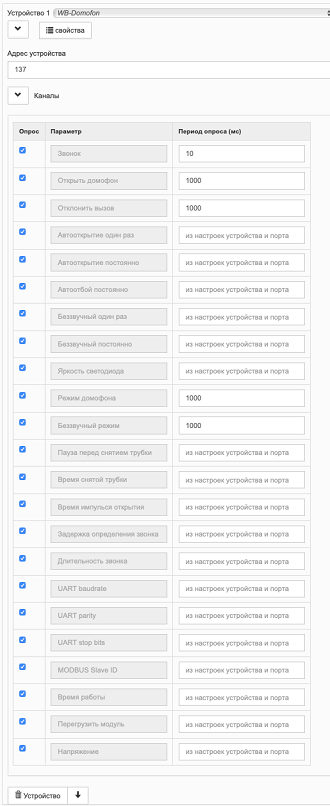 Устройство 1 WB-Domofon
свойства
Адрес устройства
137
Каналы
Опрос Параметр Период опроса (мс)
Звонок 10
Открыть домофон 1000
Отклонить вызов 1000
Автооткрытие один раз из настроек устройства и порта
Автооткрытие постоянно из настроек устройства и порта
Автоотбой постоянно из настроек устройства и порта
Беззвучный один раз из настроек устройства и порта
Беззвучный постоянно из настроек устройства и порта
Яркость светодиода из настроек устройства и порта
Режим домофона 1000
Беззвучный режим 1000
Пауза перед снятием трубки из настроек устройства и порта
Время снятой трубки из настроек устройства и порта
Время импульса открытия из настроек устройства и порта
Задержка определения звонка из настроек устройства и порта
Длительность звонка из настроек устройства и порта
UART baudrate из настроек устройства и порта
UART parity из настроек устройства и порта
UART stop bits из настроек устройства и порта
MODBUS Slave ID из настроек устройства и порта
Время работы из настроек устройства и порта
Перегрузить модуль из настроек устройства и порта
Напряжение из настроек устройства и порта
Устройство